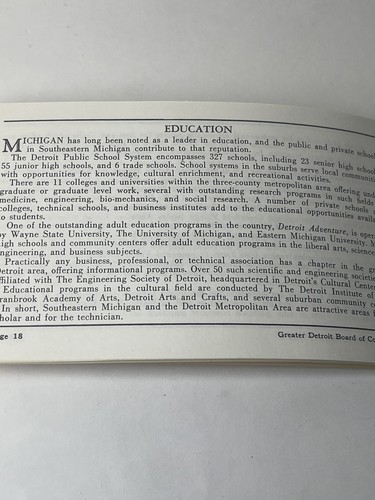 EDUCATION
MICHIGAN has long been noted as a leader in education, and the public and private schools
in Southeastern Michigan contribute to that reputation.
The Detroit Public School System encompasses 327 schools, including 23 senior high school
55 junior high schools, and 6 trade schools. School systems in the suburbs serve local communiti
with opportunities for knowledge, cultural enrichment, and recreational activities.
There are 11 colleges and universities within the three-county metropolitan area offering und
graduate or graduate level work, several with outstanding research programs in such fields
medicine, engineering, bio-mechanics, and social research. A number of private schools,
colleges, technical schools, and business institutes add to the educational opportunities availa
to students.
One of the outstanding adult education programs in the country, Detroit Adventure, is oper
by Wayne State University, The University of Michigan, and Eastern Michigan University. M
high schools and community centers offer adult education programs in the liberal arts, science
engineering, and business subjects.
Practically any business, professional, or technical association has a chapter in the gr
Detroit area, offering informational programs. Over 50 such scientific and engineering societies
ffiliated with The Engineering Society of Detroit, headquartered in Detroit's Cultural Center
Educational programs in the cultural field are conducted by The Detroit Institute of
ranbrook Academy of Arts, Detroit Arts and Crafts, and several suburban community c
In short, Southeastern Michigan and the Detroit Metropolitan Area are attractive areas f
cholar and for the technician.
ge 18
Greater Detroit Board of Co